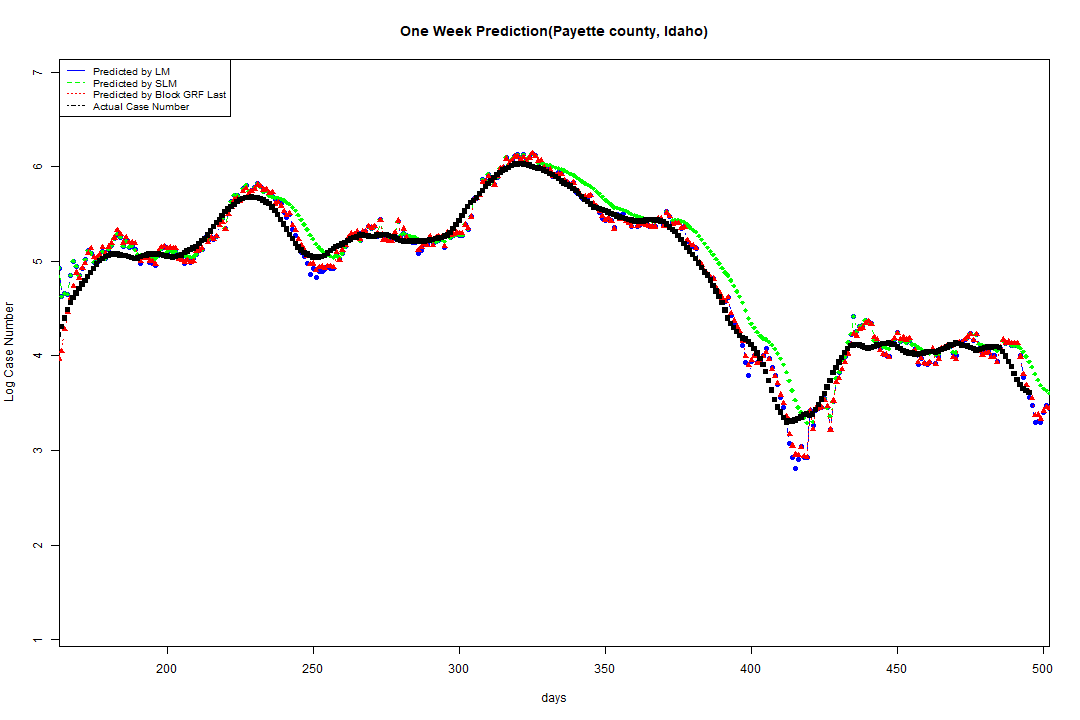 One Week Prediction(Payette county, Idaho)
Predicted by LM
Predicted by SLM
Predicted by Block GRF Last
Actual Case Number
Log Case Number
7
6
5
4
3
2
1
200 250 300 350 400 450 500
days